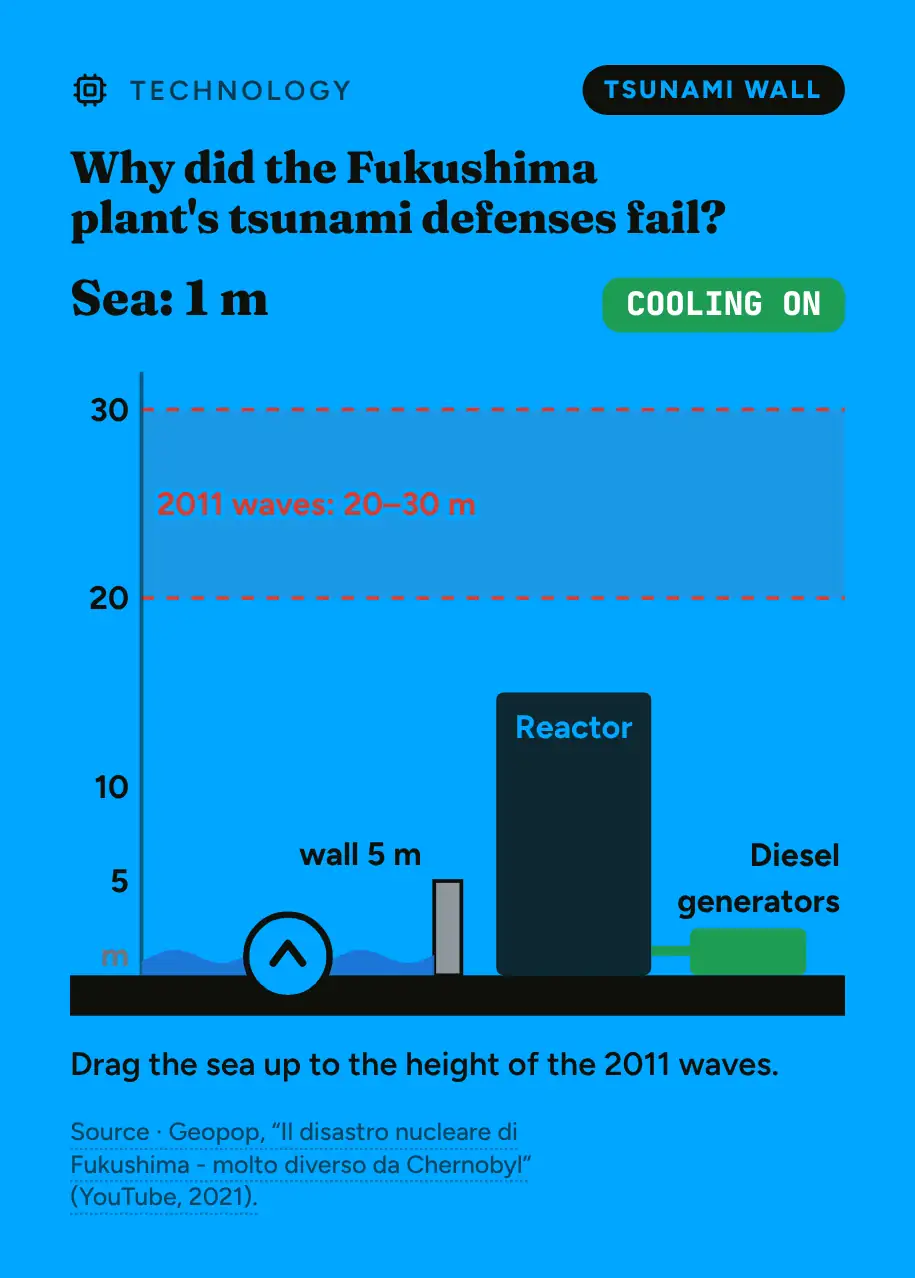 TECHNOLOGY
TSUNAMI WALL
Why did the Fukushima
plant's tsunami defenses fail?
Sea: 1 m
COOLING ON
30
2011 waves: 20–30 m
20
Reactor
10
wall 5 m
Diesel
generators
5
m
Drag the sea up to the height of the 2011 waves.
Source · Geopop, “Il disastro nucleare di
Fukushima - molto diverso da Chernobyl”
(YouTube, 2021).